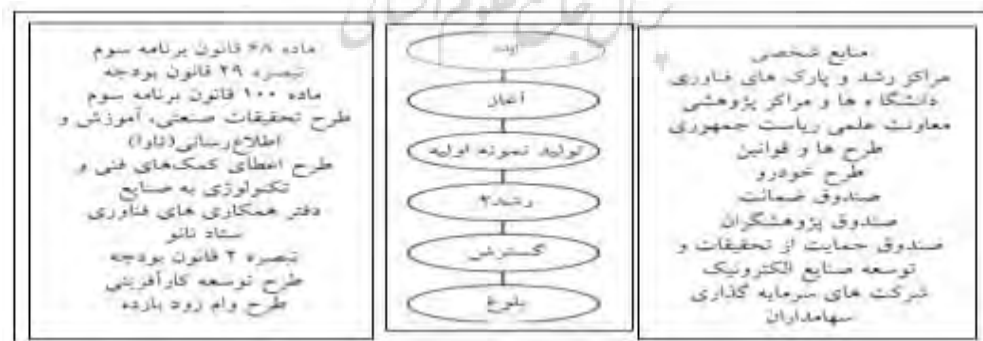 منابع شخصی
مراکز رشد و پارک های فناوری
دانشگاه ها و مراکز پژوهشی
معاونت علمی ریاست جمهوری
طرح ها و قوانین
طرح خودرو
صندوق ضمانت
صندوق پژوهشگران
صندوق حمایت از تحقیقات و
توسعه صنایع الکترونیک
شرکت های سرمایه گذاری
سهامداران
آغاز
تولید نمونه اولیه
رشد۲
گسترش
بلوغ
ماده ۶۸ قانون برنامه سوم
تبصره ۲۹ قانون بودجه
ماده ۱۰۰ قانون برنامه سوم
طرح تحقیقات صنعتی، آموزش و
اطلاع‌رسانی(تاوا)
طرح اعطای کمک‌های فنی و
تکنولوژی به صنایع
دفتر همکاری های فناوری
ستاد نانو
تبصره ۲ قانون بودجه
طرح توسعه کارآفرینی
طرح وام زود بازده